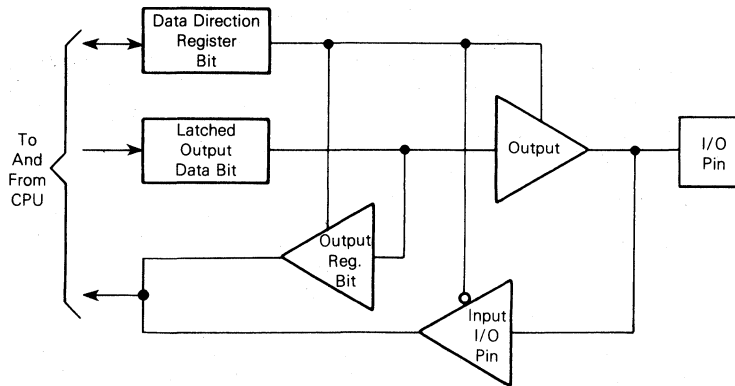 Data Direction
Register
Bit
To
And
From
CPU
Latched
Output
Data Bit
Output
I/O
Pin
Output
Reg.
Bit
Input
I/O
Pin